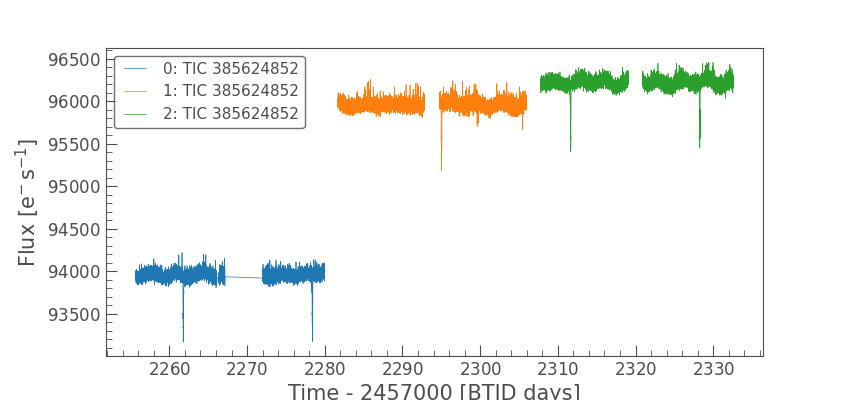 96500
96000
95500
95000
94500
94000
93500
Flux [e⁻ s⁻¹]
0: TIC 385624852
1: TIC 385624852
2: TIC 385624852
2260 2270 2280 2290 2300 2310 2320 2330
Time - 2457000 [BTJD days]